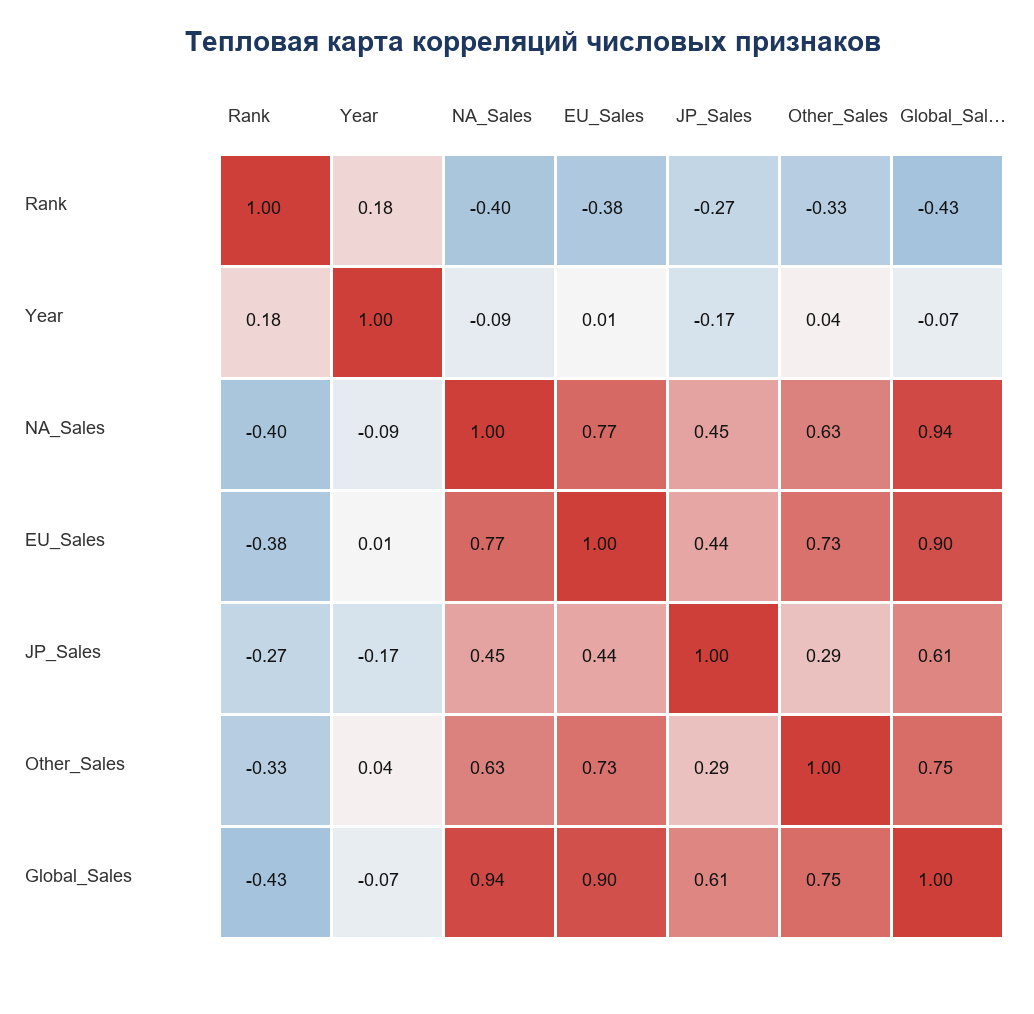 Тепловая карта корреляций числовых признаков
Rank Year NA_Sales EU_Sales JP_Sales Other_Sales Global_Sal…
Rank 1.00 0.18 -0.40 -0.38 -0.27 -0.33 -0.43
Year 0.18 1.00 -0.09 0.01 -0.17 0.04 -0.07
NA_Sales -0.40 -0.09 1.00 0.77 0.45 0.63 0.94
EU_Sales -0.38 0.01 0.77 1.00 0.44 0.73 0.90
JP_Sales -0.27 -0.17 0.45 0.44 1.00 0.29 0.61
Other_Sales -0.33 0.04 0.63 0.73 0.29 1.00 0.75
Global_Sales -0.43 -0.07 0.94 0.90 0.61 0.75 1.00